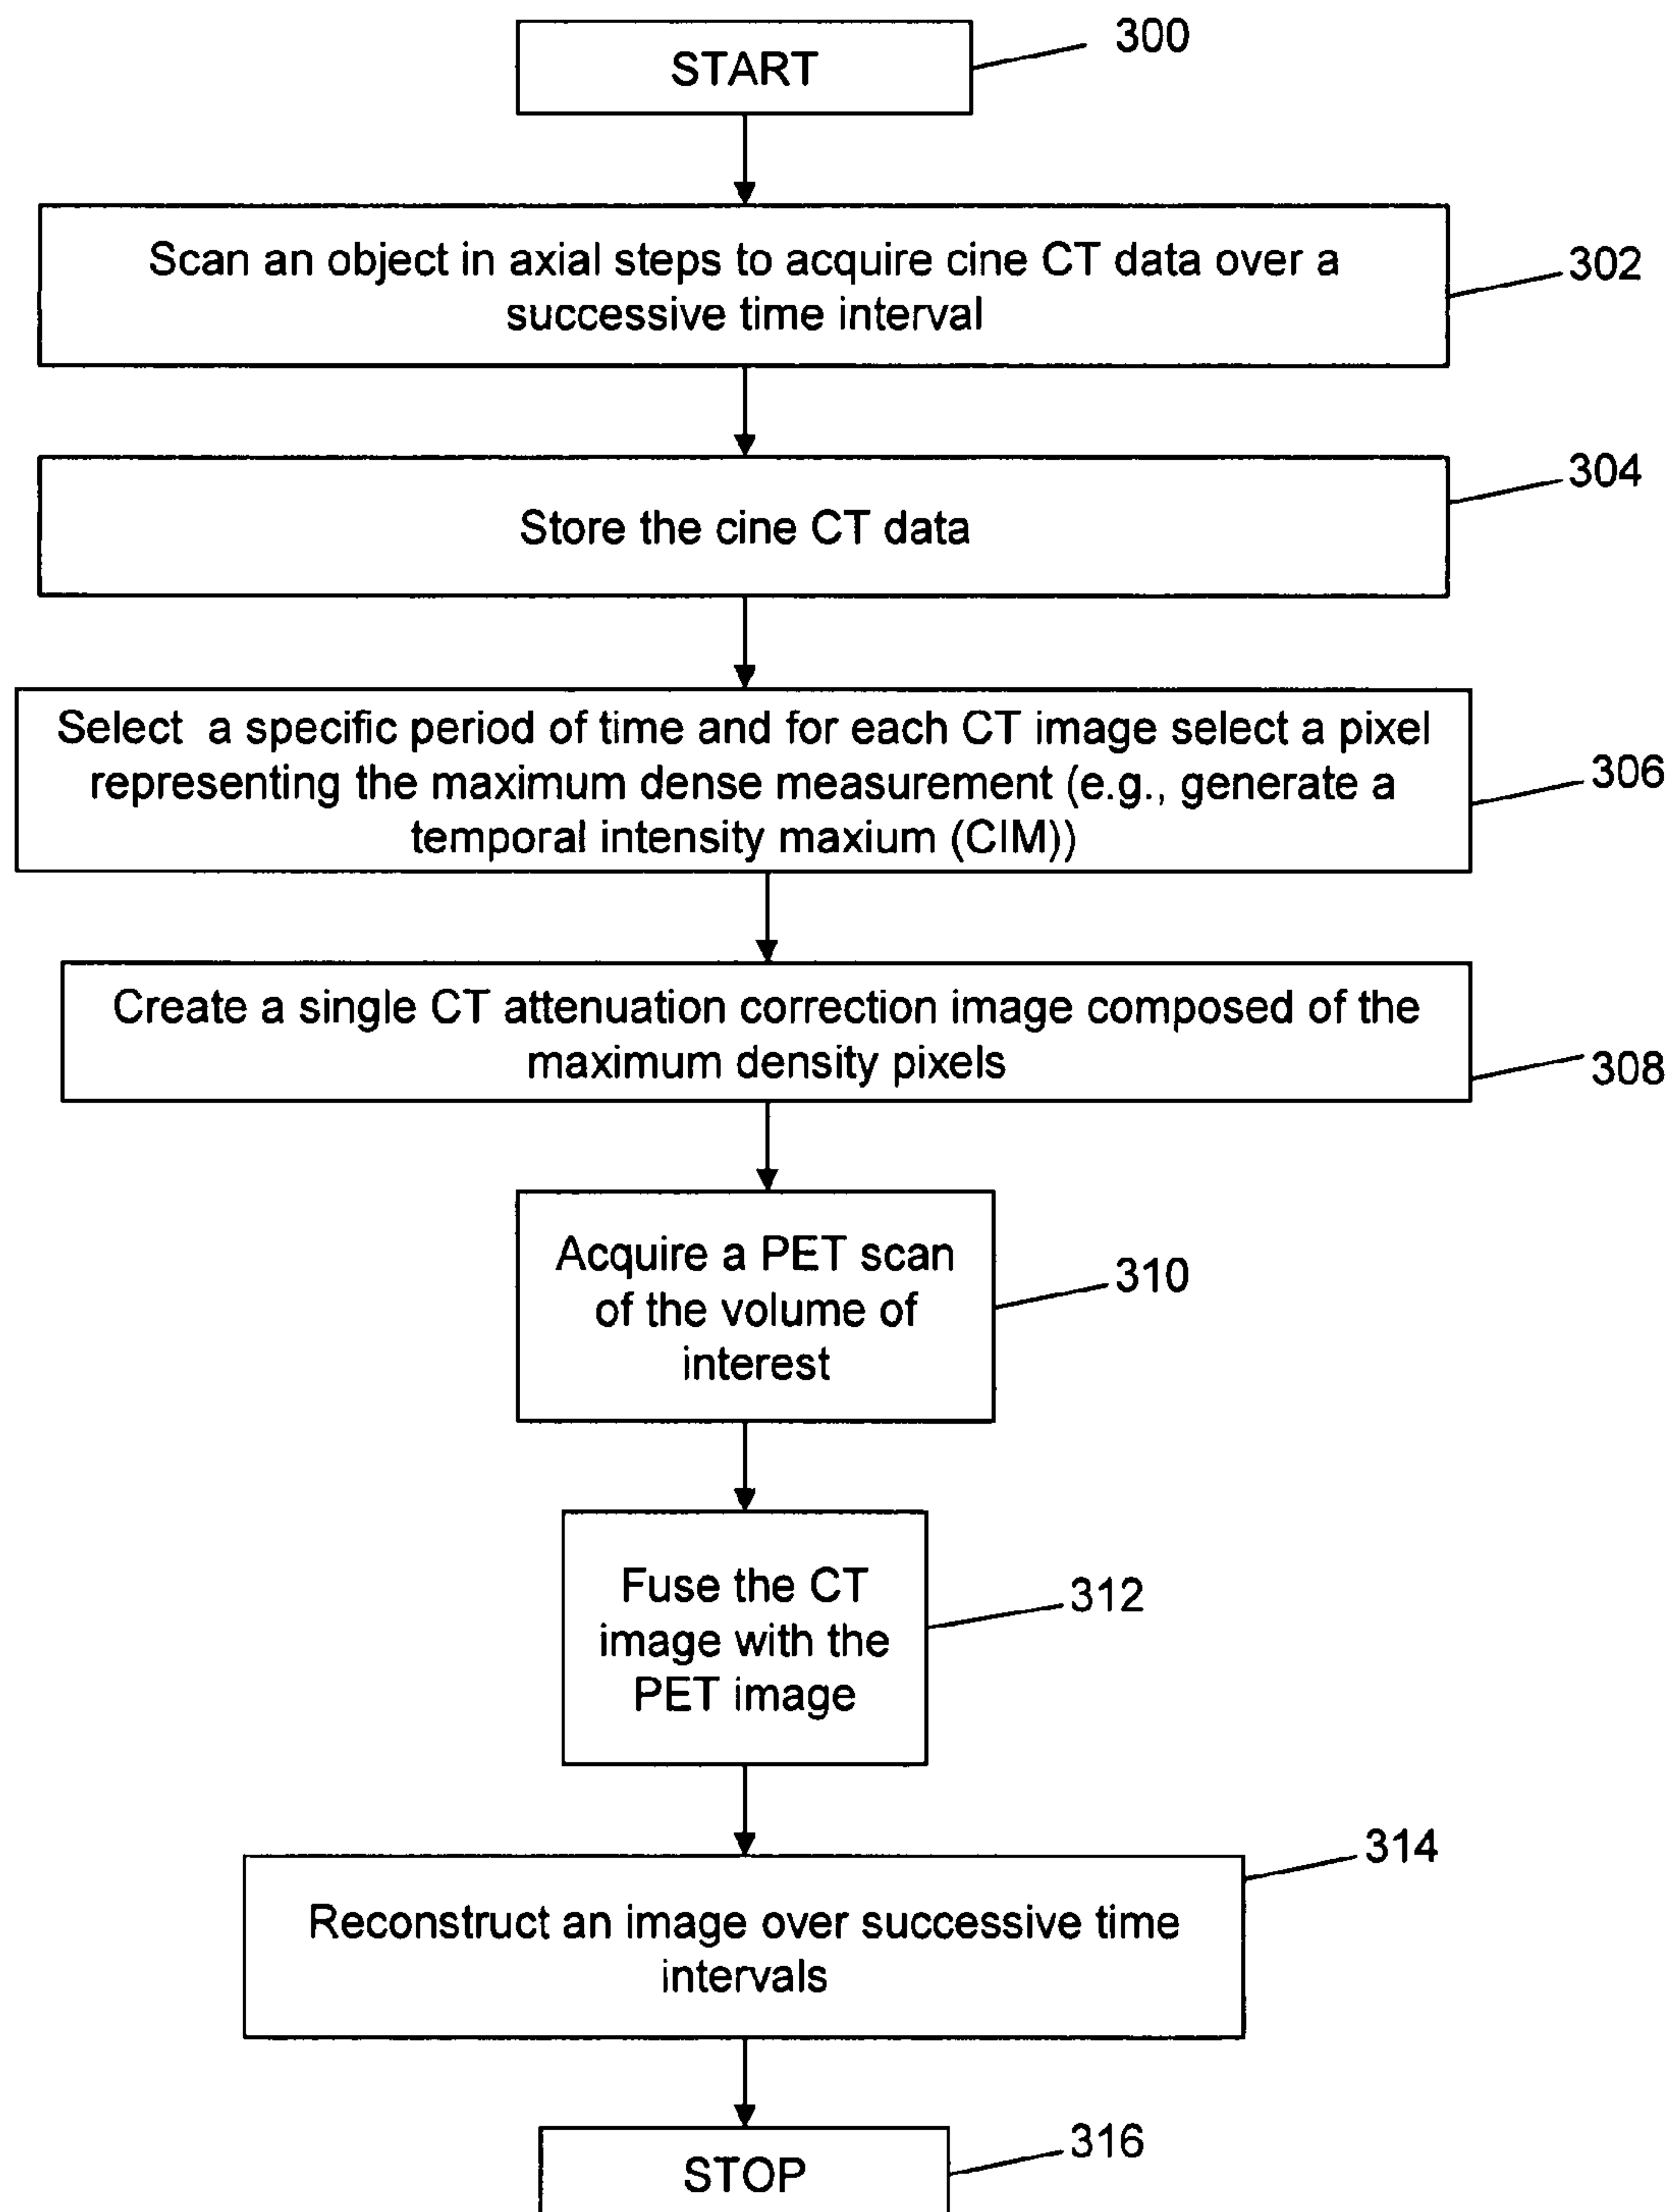 START
300
Scan an object in axial steps to acquire cine CT data over a
successive time interval
302
Store the cine CT data
304
Select a specific period of time and for each CT image select a pixel
representing the maximum dense measurement (e.g., generate a
temporal intensity maxium (CIM))
306
Create a single CT attenuation correction image composed of the
maximum density pixels
308
Acquire a PET scan
of the volume of
interest
310
Fuse the CT
image with the
PET image
312
Reconstruct an image over successive time
intervals
314
STOP
316